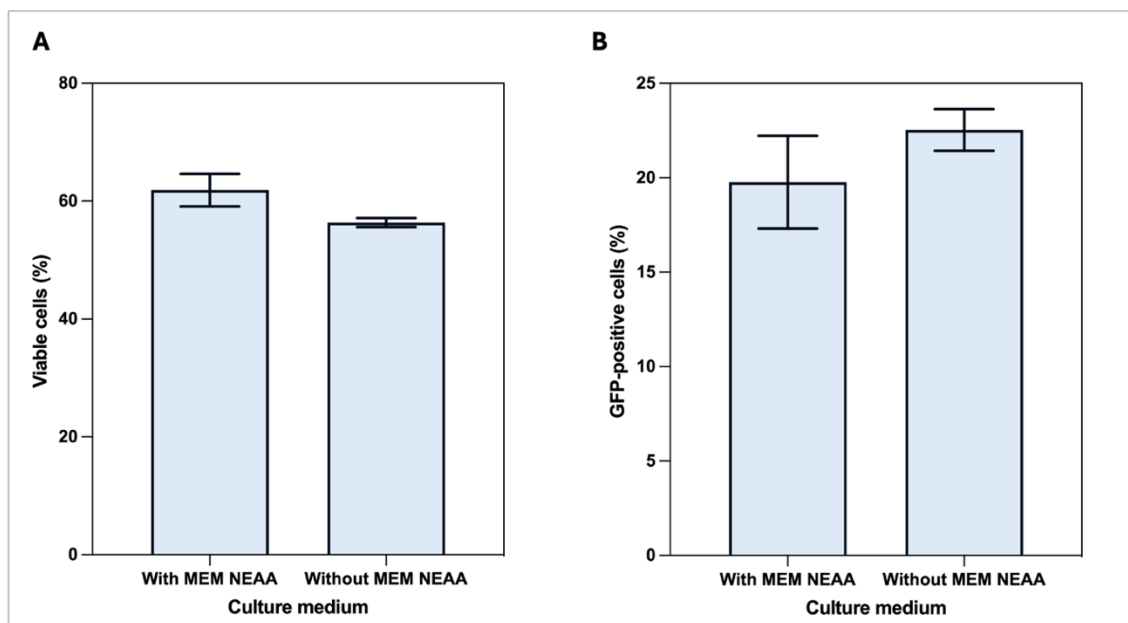 A
Viable cells (%)
80
60
40
20
0
With MEM NEAA
Without MEM NEAA
Culture medium
B
GFP-positive cells (%)
25
20
15
10
5
0
With MEM NEAA
Without MEM NEAA
Culture medium